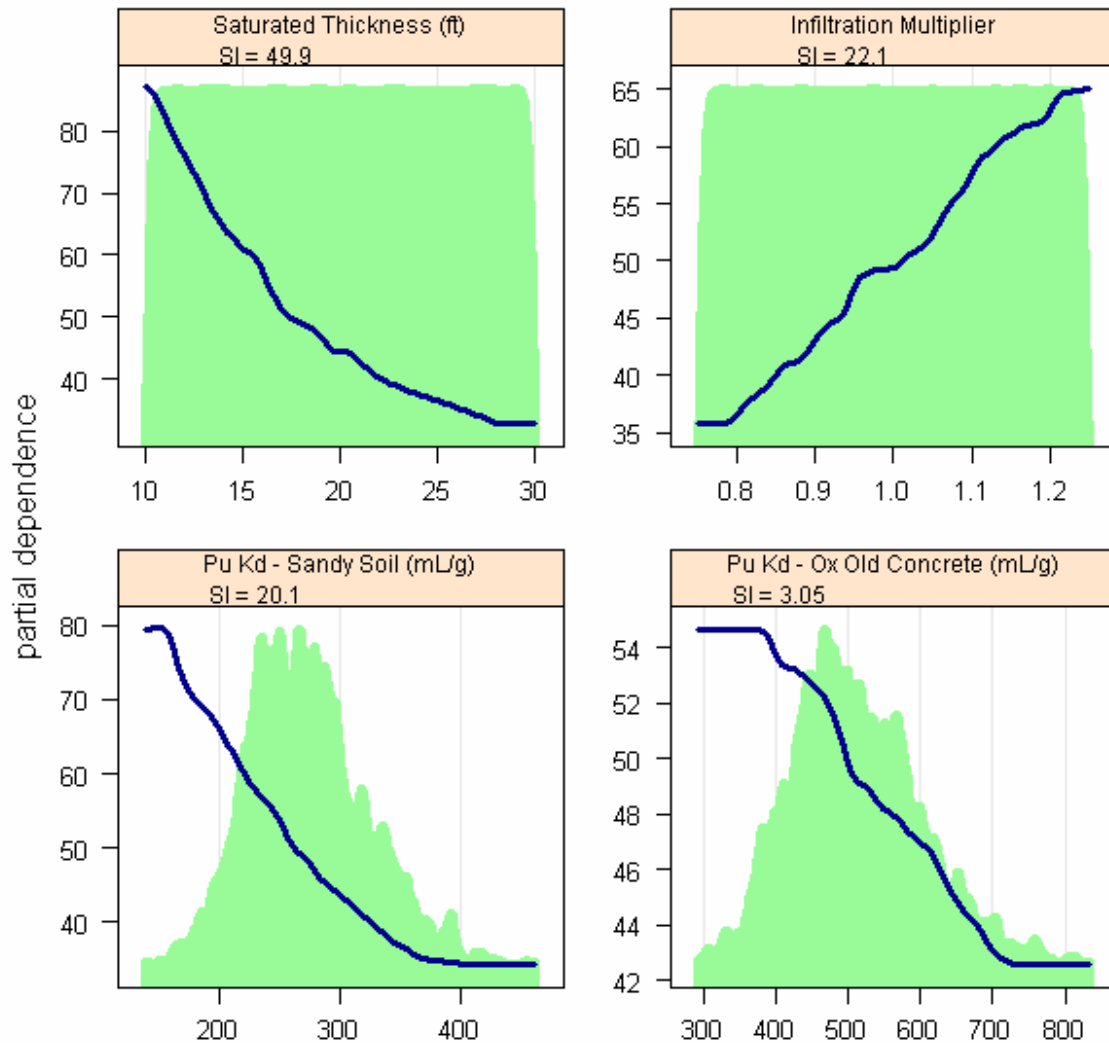 Saturated Thickness (ft)
SI = 49.9
Infiltration Multiplier
SI = 22.1
80
70
60
50
40
10 15 20 25 30
65
60
55
50
45
40
35
0.8 0.9 1.0 1.1 1.2
partial dependence
Pu Kd - Sandy Soil (mL/g)
SI = 20.1
Pu Kd - Ox Old Concrete (mL/g)
SI = 3.05
80
70
60
50
40
200 300 400
54
52
50
48
46
44
42
300 400 500 600 700 800